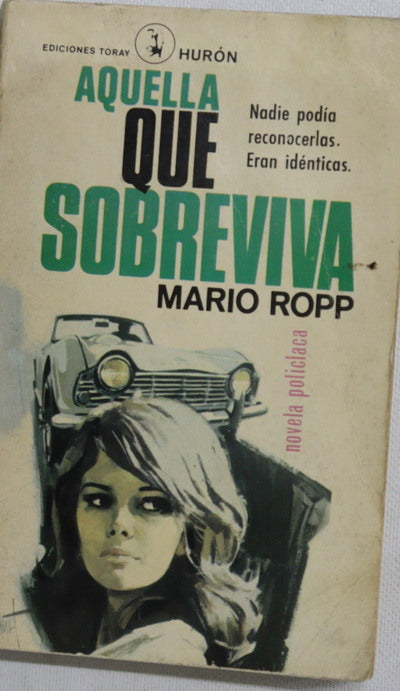 EDICIONES TORAY HURÓN
AQUELLA
QUE
SOBREVIVA
Nadie podía
reconocerlas.
Eran idénticas.
MARIO ROPP
novela policíaca